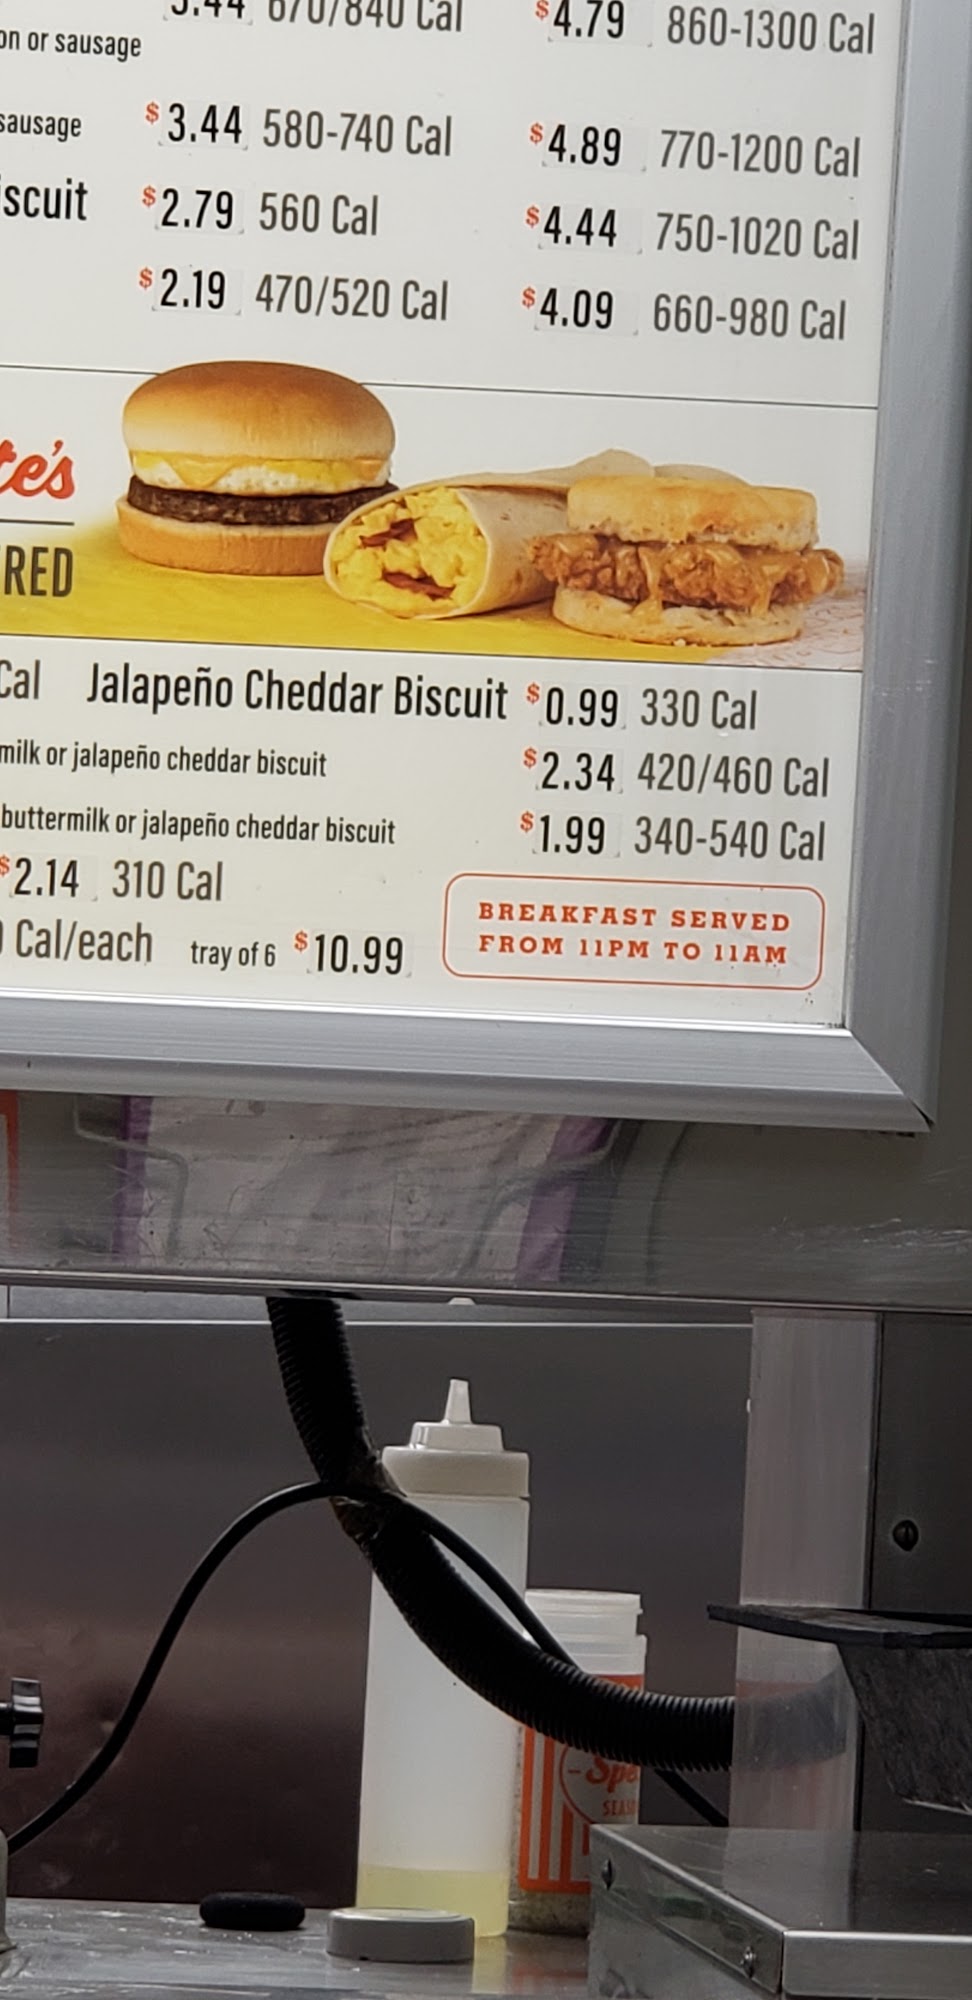 3.44 670/840 Cal $4.79 860-1300 Cal
or sausage
sausage $3.44 580-740 Cal $4.89 770-1200 Cal
$2.79 560 Cal $4.44 750-1020 Cal
$2.19 470/520 Cal $4.09 660-980 Cal
Cal Jalapeño Cheddar Biscuit $0.99 330 Cal
milk or jalapeño cheddar biscuit $2.34 420/460 Cal
buttermilk or jalapeño cheddar biscuit $1.99 340-540 Cal
$2.14 310 Cal
Cal/each tray of 6 $10.99
BREAKFAST SERVED
FROM 11PM TO 11AM